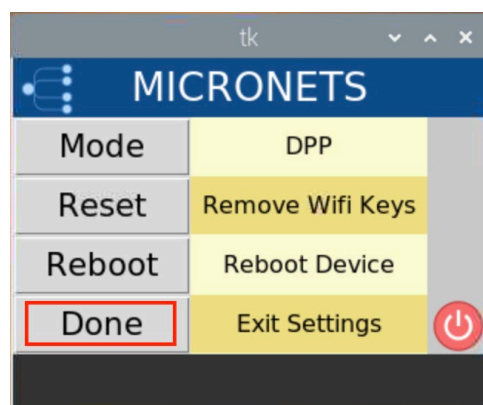 tk
MICRONETS
Mode DPP
Reset Remove Wifi Keys
Reboot Reboot Device
Done Exit Settings